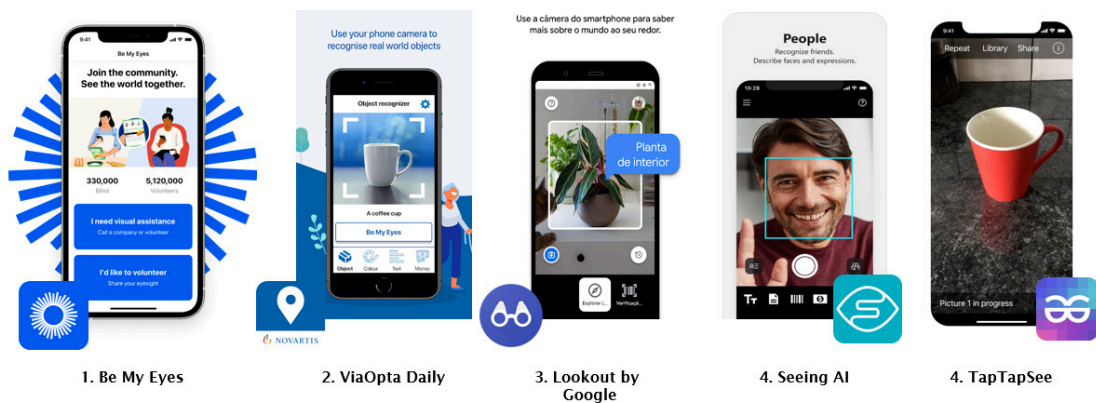 9:41
Be My Eyes
Join the community.
See the world together.
330,000
Blind
5,120,000
Volunteers
I need visual assistance
Call a company or volunteer
I'd like to volunteer
Share your eyesight
1. Be My Eyes
Use your phone camera to
recognise real world objects
Object recognizer
A coffee cup
Be My Eyes
Object
Colour
Text
Money
NOVARTIS
2. ViaOpta Daily
Use a câmera do smartphone para saber
mais sobre o mundo ao seu redor.
Planta
de interior
Explorar (...
Verificaçã...
3. Lookout by
Google
People
Recognize friends.
Describe faces and expressions.
10:28
4. Seeing AI
9:41
Repeat
Library
Share
Picture 1 in progress
4. TapTapSee